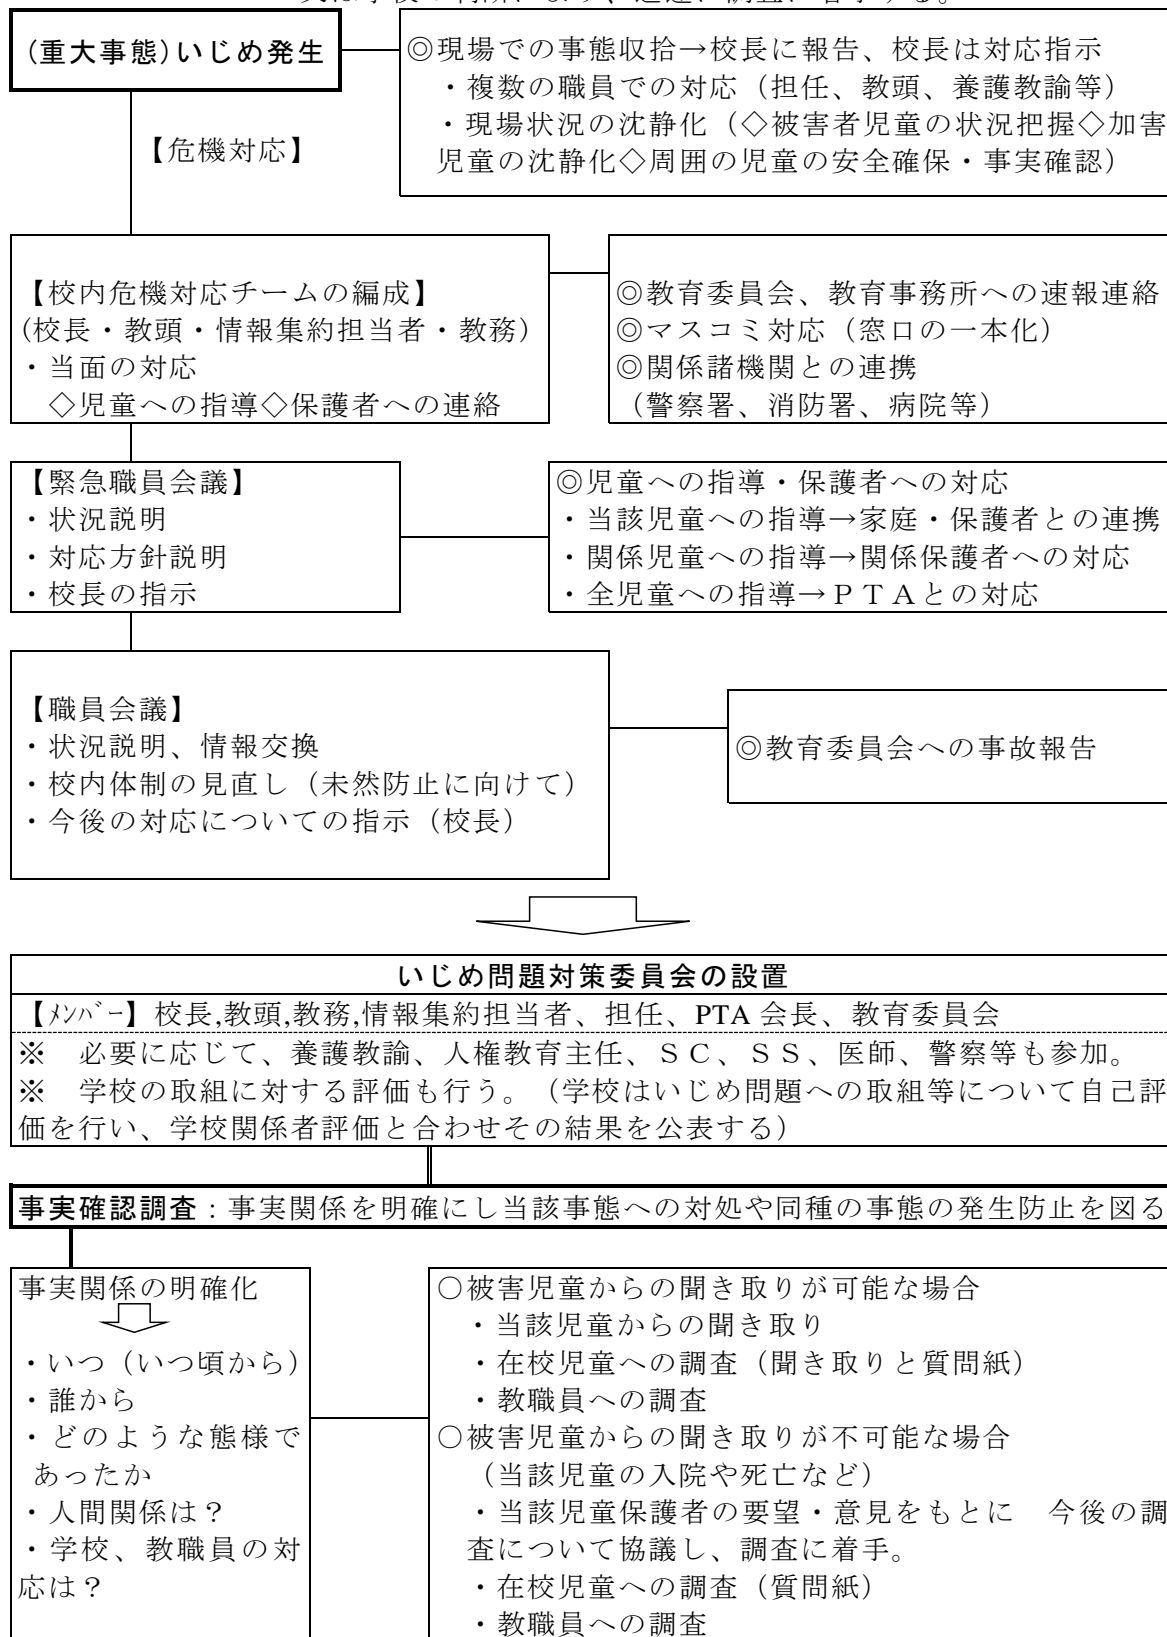 (重大事態)いじめ発生
◎現場での事態収拾→校長に報告、校長は対応指示
・複数の職員での対応（担任、教頭、養護教諭等）
・現場状況の沈静化（◇被害者児童の状況把握◇加害
児童の沈静化◇周囲の児童の安全確保・事実確認）
【危機対応】
【校内危機対応チームの編成】
(校長・教頭・情報集約担当者・教務)
・当面の対応
◇児童への指導◇保護者への連絡
◎教育委員会、教育事務所への速報連絡
◎マスコミ対応（窓口の一本化）
◎関係諸機関との連携
（警察署、消防署、病院等）
【緊急職員会議】
・状況説明
・対応方針説明
・校長の指示
◎児童への指導・保護者への対応
・当該児童への指導→家庭・保護者との連携
・関係児童への指導→関係保護者への対応
・全児童への指導→ＰＴＡとの対応
【職員会議】
・状況説明、情報交換
・校内体制の見直し（未然防止に向けて）
・今後の対応についての指示（校長）
◎教育委員会への事故報告
いじめ問題対策委員会の設置
【ﾒﾝﾊﾞｰ】校長,教頭,教務,情報集約担当者、担任、PTA 会長、教育委員会
※　必要に応じて、養護教諭、人権教育主任、ＳＣ、ＳＳ、医師、警察等も参加。
※　学校の取組に対する評価も行う。（学校はいじめ問題への取組等について自己評
価を行い、学校関係者評価と合わせその結果を公表する）
事実確認調査：事実関係を明確にし当該事態への対処や同種の事態の発生防止を図る
事実関係の明確化
・いつ（いつ頃から）
・誰から
・どのような態様で
あったか
・人間関係は？
・学校、教職員の対
応は？
○被害児童からの聞き取りが可能な場合
・当該児童からの聞き取り
・在校児童への調査（聞き取りと質問紙）
・教職員への調査
○被害児童からの聞き取りが不可能な場合
（当該児童の入院や死亡など）
・当該児童保護者の要望・意見をもとに　今後の調
査について協議し、調査に着手。
・在校児童への調査（質問紙）
・教職員への調査